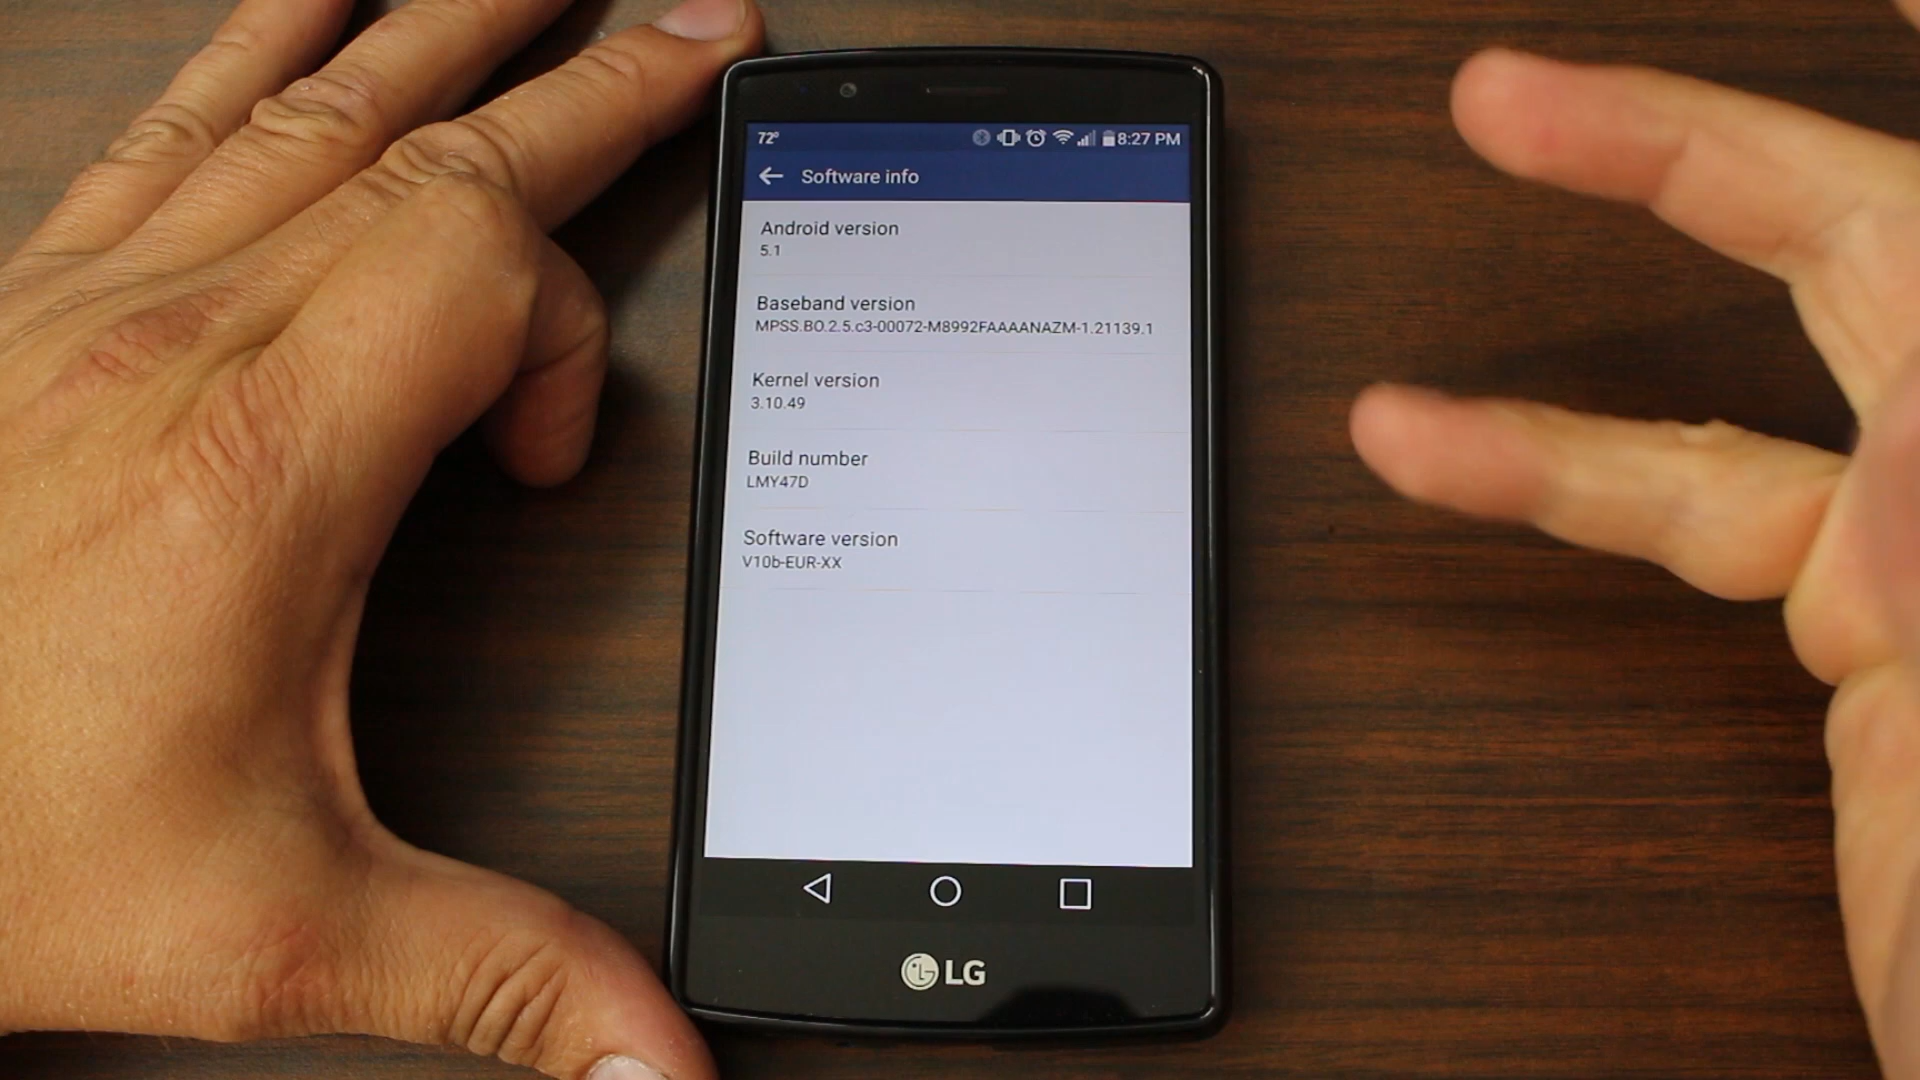 72° 8:27 PM
Software info
Android version
5.1
Baseband version
MPSS.BO.2.5.c3-00072-M8992FAAAANAZM-1.21139.1
Kernel version
3.10.49
Build number
LMY47D
Software version
V10b-EUR-XX
LG